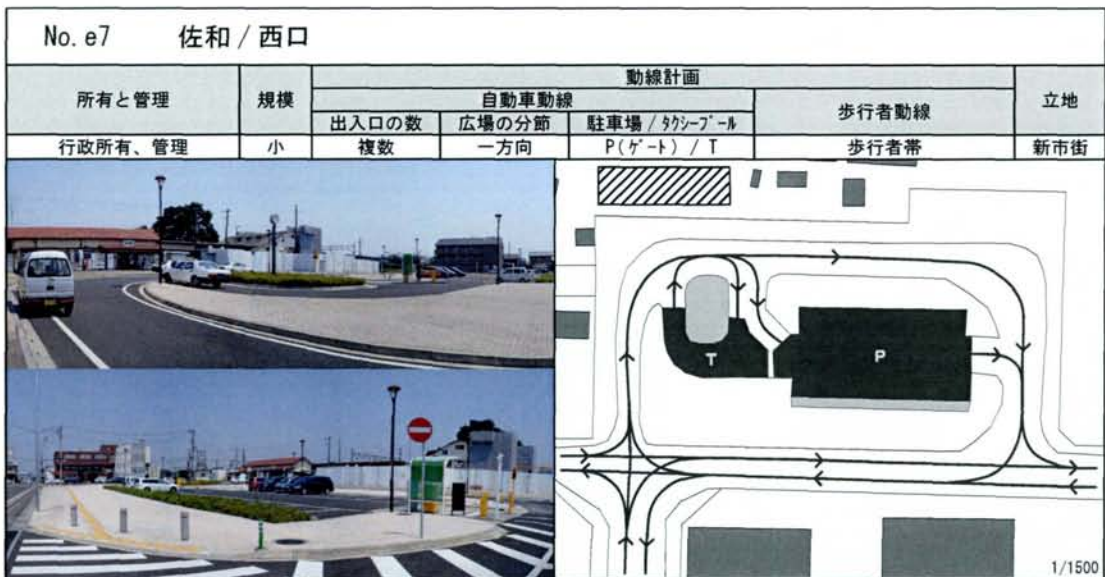 No. e7 佐和 / 西口
所有と管理 規模 動線計画 立地
自動車動線 歩行者動線
出入口の数 広場の分節 駐車場 / タクシープール
行政所有、管理 小 複数 一方向 P(ゲート) / T 歩行者帯 新市街
T P
1/1500